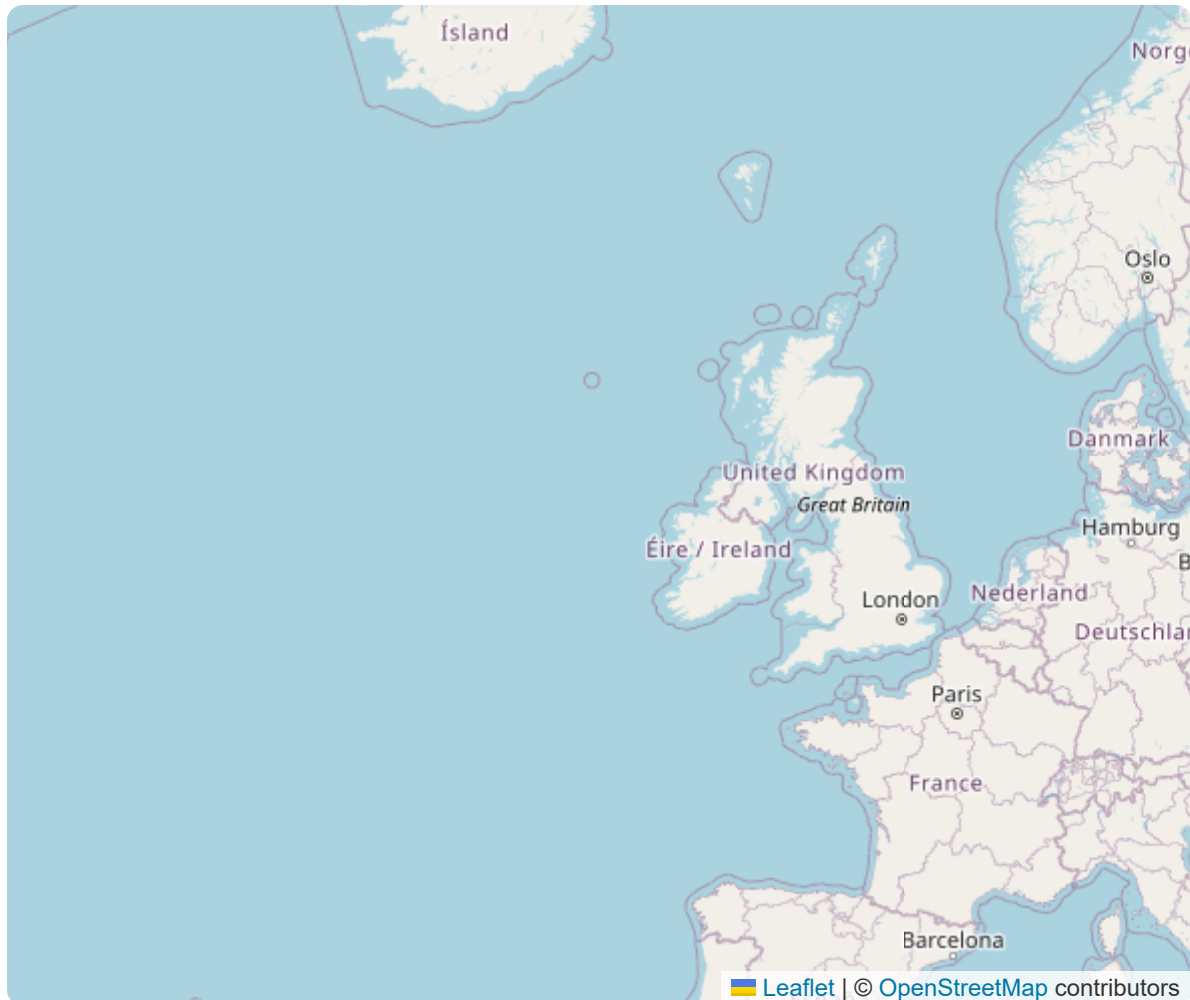 Ísland
Norg
Oslo
Danmark
United Kingdom
Great Britain
Hamburg
Éire / Ireland
B
Nederland
London
Deutschlan
Paris
France
Barcelona
Leaflet | © OpenStreetMap contributors